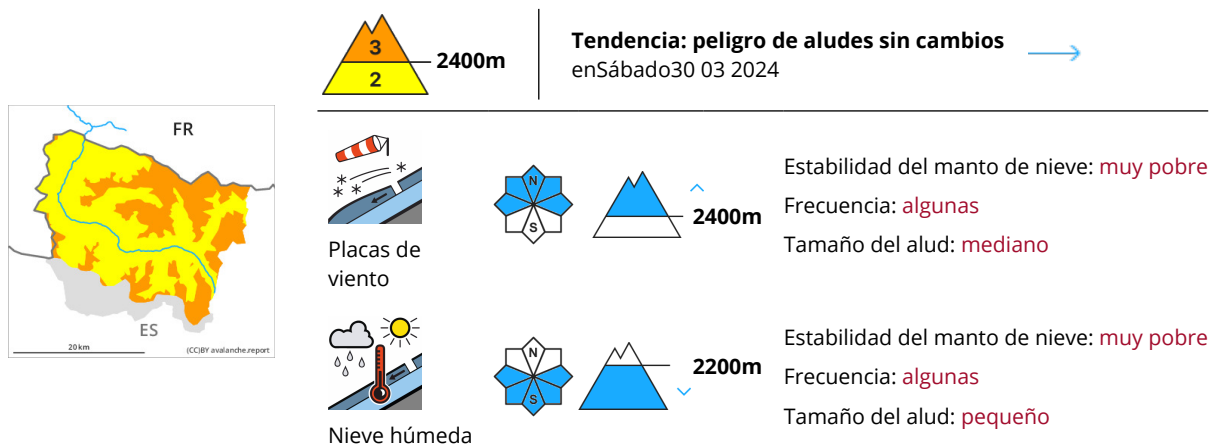 3
2
2400m
Tendencia: peligro de aludes sin cambios
enSábado30 03 2024
FR
ES
20 km
(CC)BY avalanche.report
Placas de
viento
N
S
2400m
Estabilidad del manto de nieve: muy pobre
Frecuencia: algunas
Tamaño del alud: mediano
Nieve húmeda
N
S
2200m
Estabilidad del manto de nieve: muy pobre
Frecuencia: algunas
Tamaño del alud: pequeño